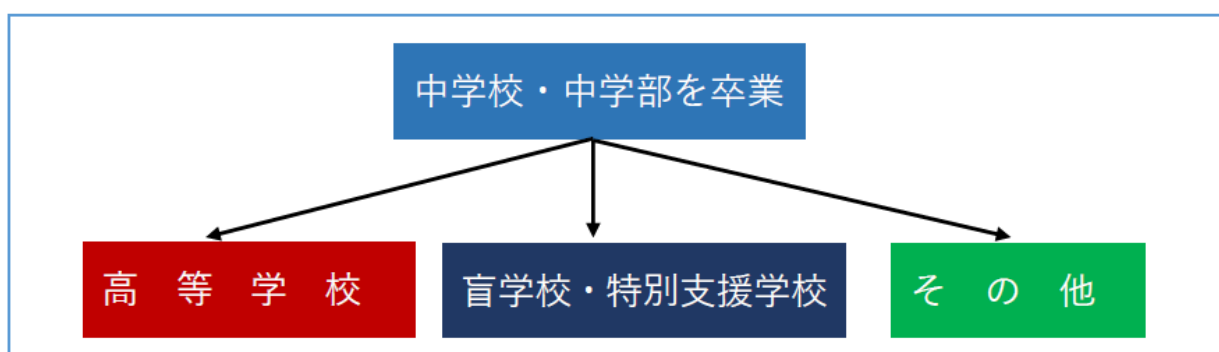 中学校・中学部を卒業
高　等　学　校
盲学校・特別支援学校
そ　の　他